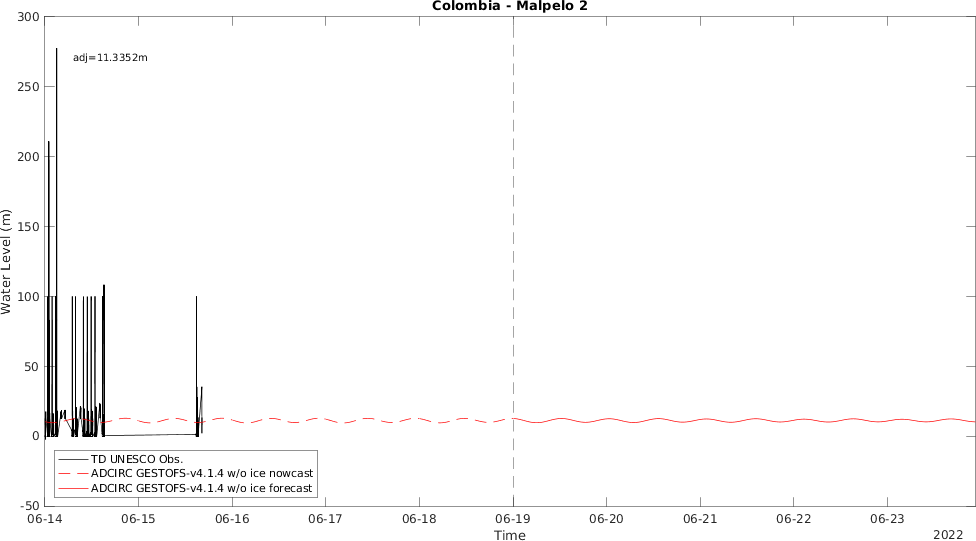 Colombia - Malpelo 2
300
250
200
150
100
50
0
-50
Water Level (m)
adj=11.3352m
TD UNESCO Obs.
ADCIRC GESTOFS-v4.1.4 w/o ice nowcast
ADCIRC GESTOFS-v4.1.4 w/o ice forecast
06-14 06-15 06-16 06-17 06-18 06-19 06-20 06-21 06-22 06-23
Time
2022